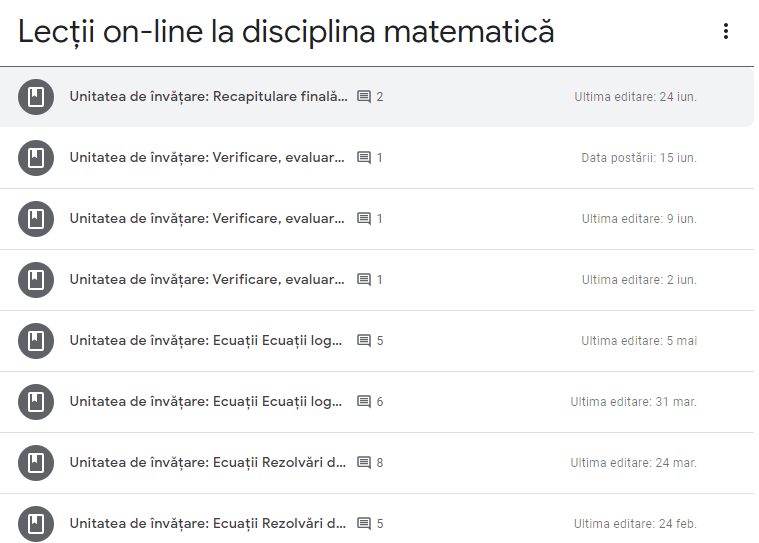 Lecții on-line la disciplina matematică
Unitatea de învățare: Recapitulare finală... 2 Ultima editare: 24 iun.
Unitatea de învățare: Verificare, evaluar... 1 Data postării: 15 iun.
Unitatea de învățare: Verificare, evaluar... 1 Ultima editare: 9 iun.
Unitatea de învățare: Verificare, evaluar... 1 Ultima editare: 2 iun.
Unitatea de învățare: Ecuații Ecuații log... 5 Ultima editare: 5 mai
Unitatea de învățare: Ecuații Ecuații log... 6 Ultima editare: 31 mar.
Unitatea de învățare: Ecuații Rezolvări d... 8 Ultima editare: 24 mar.
Unitatea de învățare: Ecuații Rezolvări d... 5 Ultima editare: 24 feb.